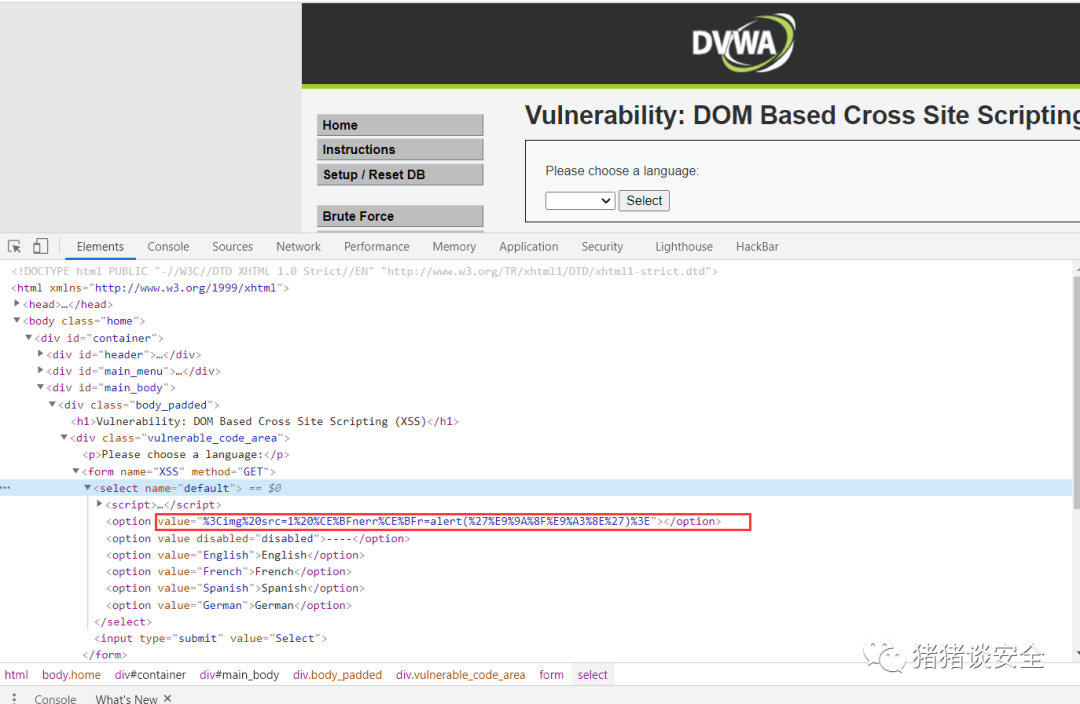 DVWA
Home
Instructions
Setup / Reset DB
Brute Force
Vulnerability: DOM Based Cross Site Scripting
Please choose a language:
Select
Elements Console Sources Network Performance Memory Application Security Lighthouse HackBar
<!DOCTYPE html PUBLIC "-//W3C//DTD XHTML 1.0 Strict//EN" "http://www.w3.org/TR/xhtml1/DTD/xhtml1-strict.dtd">
<html xmlns="http://www.w3.org/1999/xhtml">
<head>…</head>
<body class="home">
<div id="container">
<div id="header">…</div>
<div id="main_menu">…</div>
<div id="main_body">
<div class="body_padded">
<h1>Vulnerability: DOM Based Cross Site Scripting (XSS)</h1>
<div class="vulnerable_code_area">
<p>Please choose a language:</p>
<form name="XSS" method="GET">
… <select name="default"> == $0
<script>…</script>
<option value="%3Cimg%20src=1%20%CE%BFnerr%CE%BFr=alert(%27%E9%9A%8F%E9%A3%8E%27)%3E"></option>
<option value disabled="disabled">----</option>
<option value="English">English</option>
<option value="French">French</option>
<option value="Spanish">Spanish</option>
<option value="German">German</option>
</select>
<input type="submit" value="Select">
</form>
猪猪谈安全
html body.home div#container div#main_body div.body_padded div.vulnerable_code_area form select
Console What's New ×